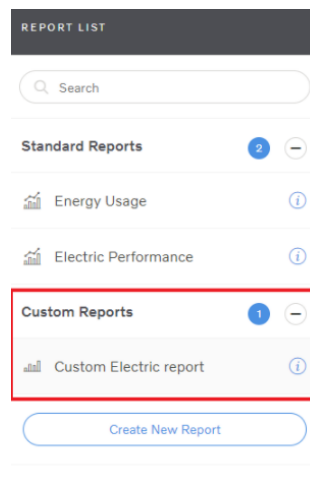 REPORT LIST
Search
Standard Reports 2
Energy Usage
Electric Performance
Custom Reports 1
Custom Electric report
Create New Report